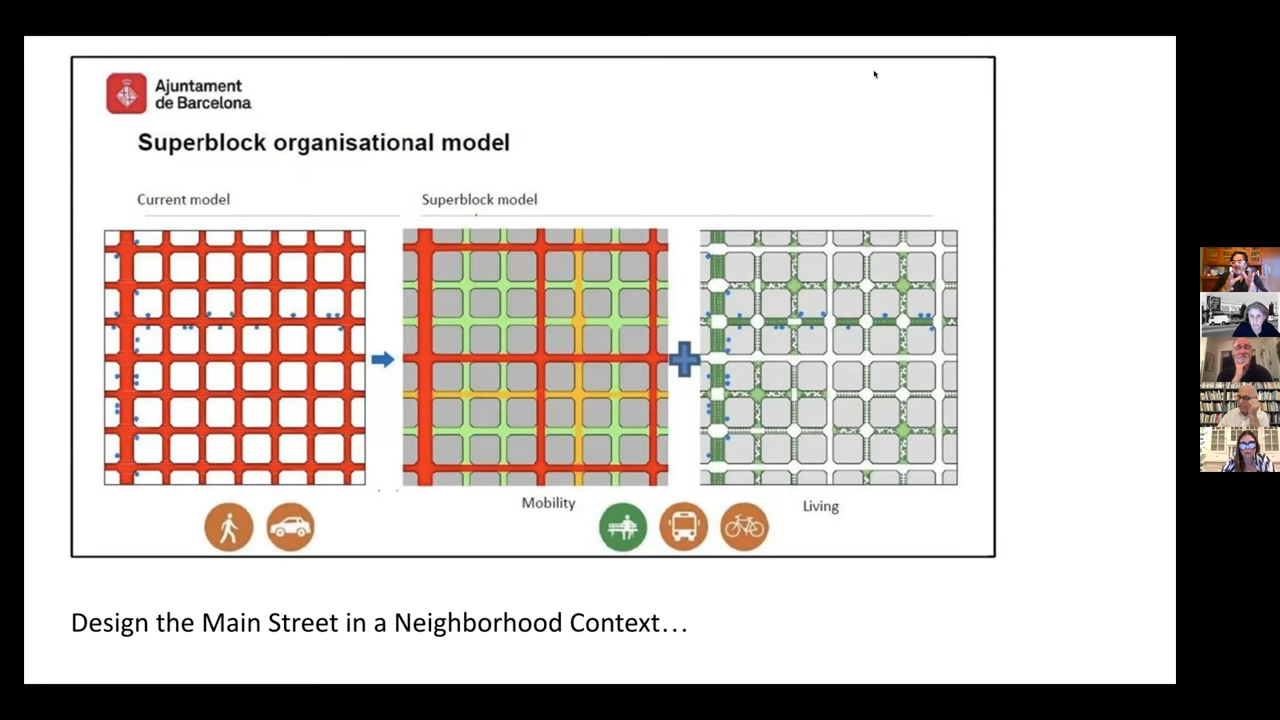 Ajuntament
de Barcelona
Superblock organisational model
Current model
Superblock model
Mobility
Living
Design the Main Street in a Neighborhood Context…